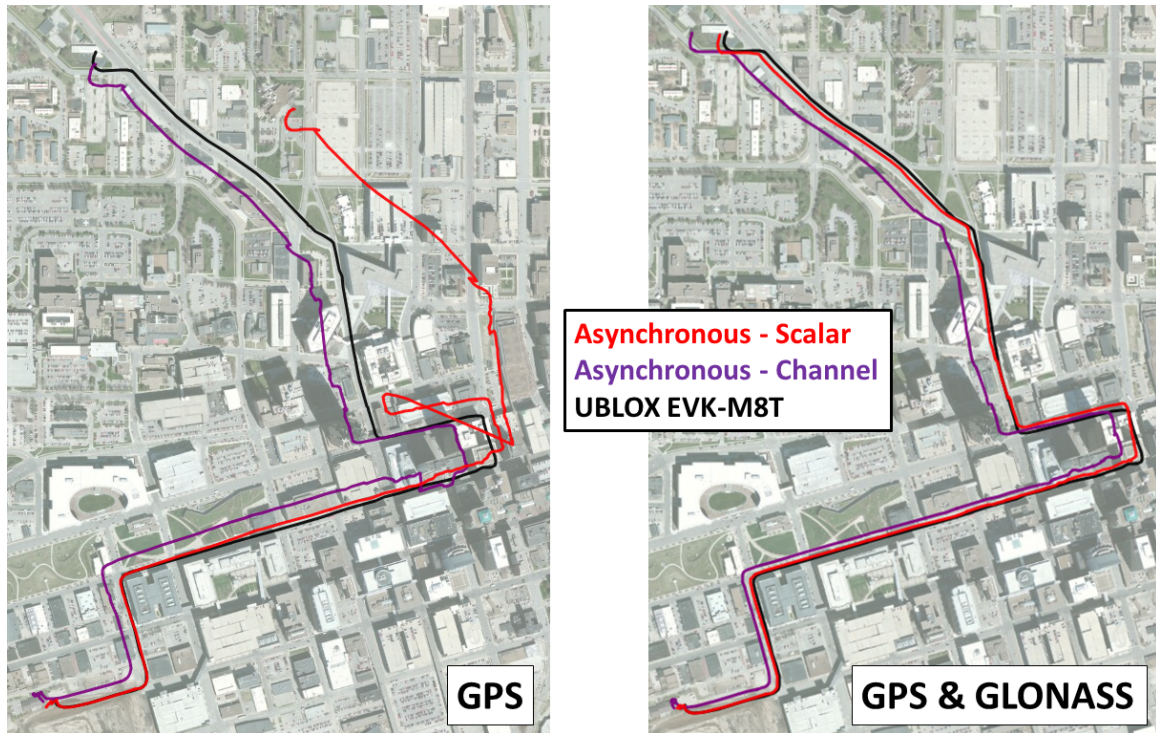 Asynchronous - Scalar
Asynchronous - Channel
UBLOX EVK-M8T
GPS
GPS & GLONASS